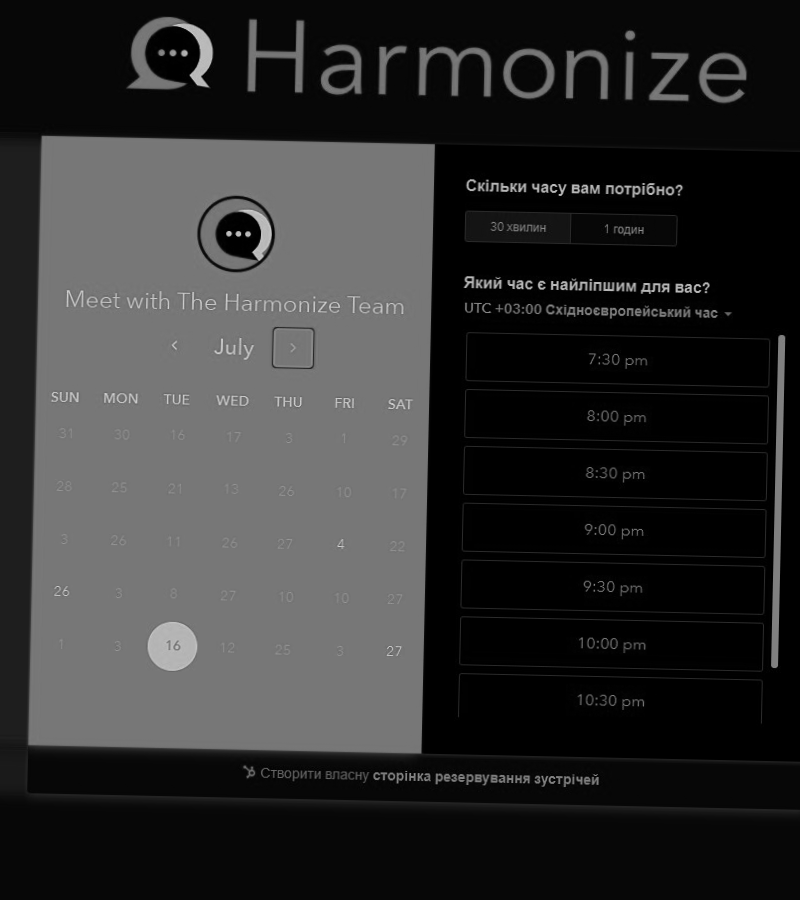 Harmonize
Meet with The Harmonize Team
July
SUN MON TUE WED THU FRI SAT
31 30 16 17 3 1 29
28 25 21 13 26 10 17
3 26 11 26 27 4 22
26 3 8 27 10 10 27
1 3 16 12 25 3 27
Скільки часу вам потрібно?
30 хвилин 1 годин
Який час є найліпшим для вас?
UTC +03:00 Східноєвропейський час
7:30 pm
8:00 pm
8:30 pm
9:00 pm
9:30 pm
10:00 pm
10:30 pm
Створити власну сторінка резервування зустрічей